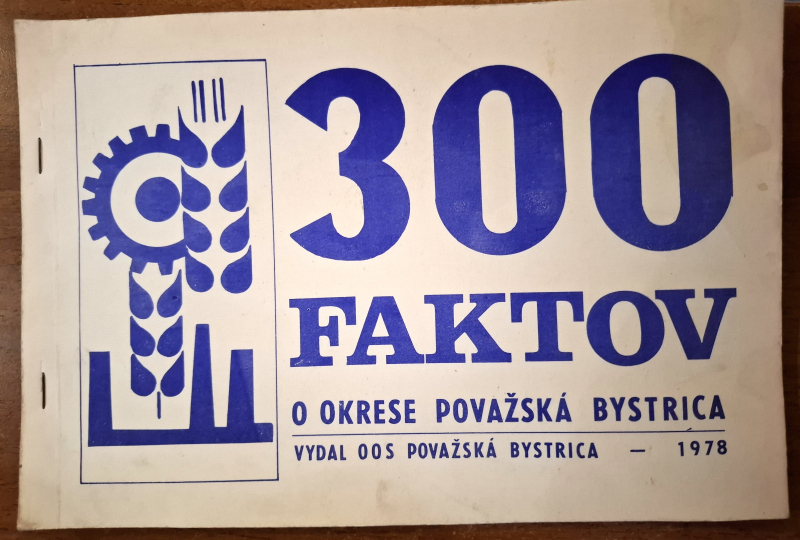 300
FAKTOV
O OKRESE POVAŽSKÁ BYSTRICA
VYDAL OOS POVAŽSKÁ BYSTRICA — 1978